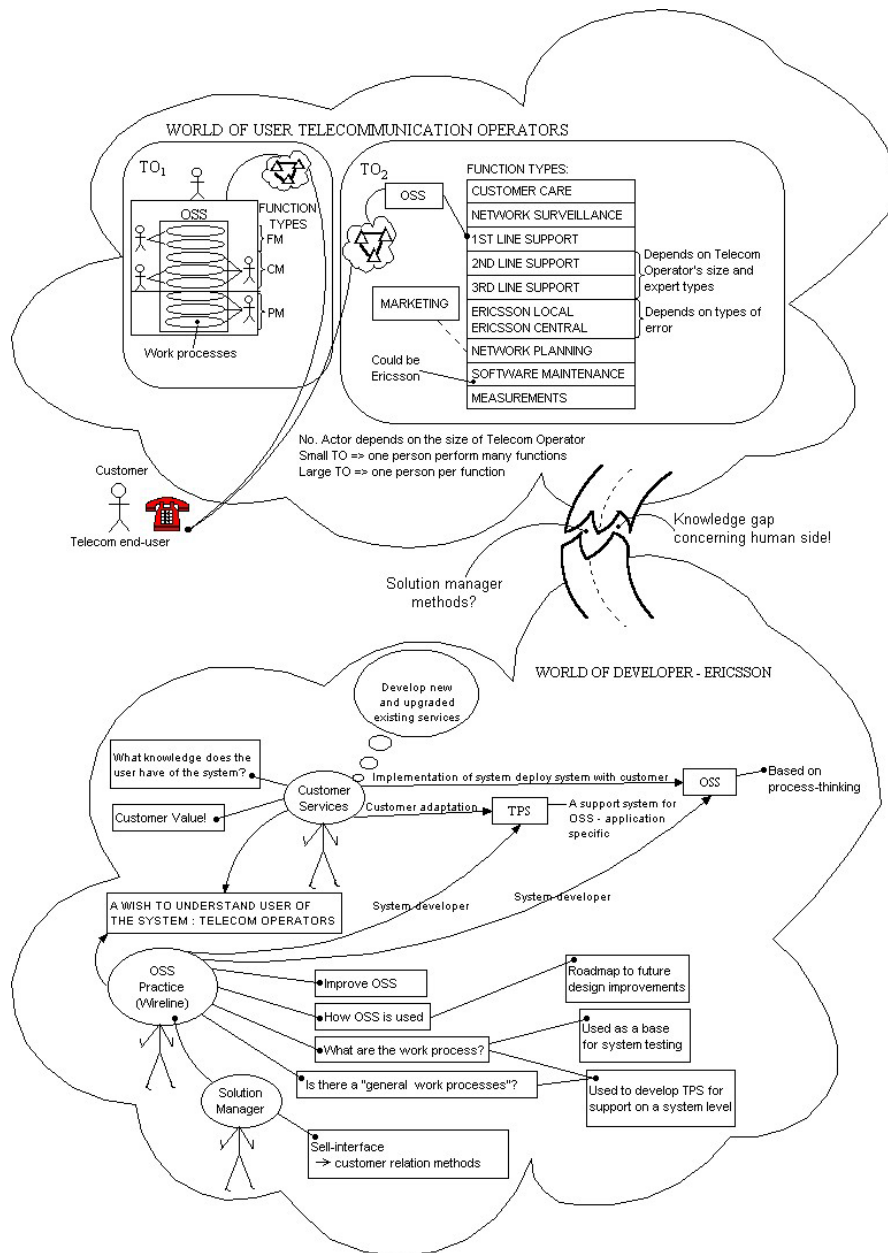 WORLD OF USER TELECOMMUNICATION OPERATORS
TO1
OSS
FUNCTION
TYPES
FM
CM
PM
Work processes
TO2
OSS
MARKETING
Could be
Ericsson
FUNCTION TYPES:
CUSTOMER CARE
NETWORK SURVEILLANCE
1ST LINE SUPPORT
2ND LINE SUPPORT
3RD LINE SUPPORT
ERICSSON LOCAL
ERICSSON CENTRAL
NETWORK PLANNING
SOFTWARE MAINTENANCE
MEASUREMENTS
Depends on Telecom
Operator's size and
expert types
Depends on types of
error
No. Actor depends on the size of Telecom Operator
Small TO => one person perform many functions
Large TO => one person per function
Customer
Telecom end-user
Knowledge gap
concerning human side!
Solution manager
methods?
WORLD OF DEVELOPER - ERICSSON
Develop new
and upgraded
existing services
What knowledge does the
user have of the system?
Customer Value!
Customer
Services
Implementation of system deploy system with customer
OSS
Based on
process-thinking
Customer adaptation
TPS
A support system for
OSS - application
specific
A WISH TO UNDERSTAND USER OF
THE SYSTEM : TELECOM OPERATORS
System developer
System developer
OSS
Practice
(Wireline)
Improve OSS
How OSS is used
What are the work process?
Is there a "general work processes"?
Roadmap to future
design improvements
Used as a base
for system testing
Used to develop TPS for
support on a system level
Solution
Manager
Sell-interface
→ customer relation methods